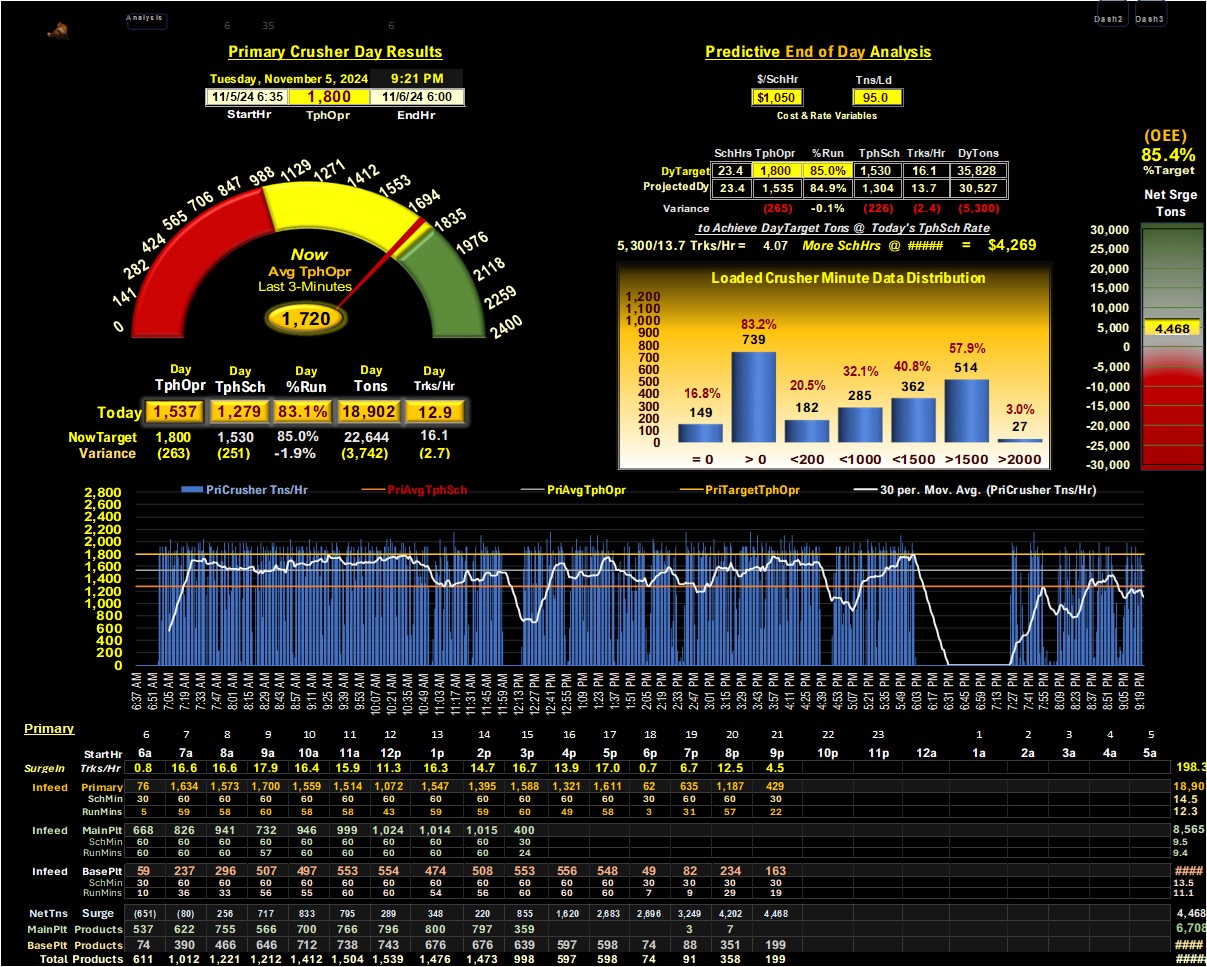 Analysis
6 35 6
Dash2 Dash3
Primary Crusher Day Results
Predictive End of Day Analysis
Tuesday, November 5, 2024 9:21 PM
11/5/24 6:35 1,800 11/6/24 6:00
StartHr TphOpr EndHr
$/SchHr Tns/Ld
$1,050 95.0
Cost & Rate Variables
(OEE)
85.4%
%Target
Net Srge
Tons
SchHrs TphOpr %Run TphSch Trks/Hr DyTons
DyTarget 23.4 1,800 85.0% 1,530 16.1 35,828
ProjectedDy 23.4 1,535 84.9% 1,304 13.7 30,527
Variance (265) -0.1% (226) (2.4) (5,300)
to Achieve DayTarget Tons @ Today's TphSch Rate
5,300/13.7 Trks/Hr = 4.07 More SchHrs @ ##### = $4,269
0 141 282 424 565 706 847 988 1129 1271 1412 1553 1694 1835 1976 2118 2259 2400
Now
Avg TphOpr
Last 3-Minutes
1,720
Loaded Crusher Minute Data Distribution
1,200
1,100
1,000
900
800
700
600
500
400
300
200
100
0
16.8% 83.2% 20.5% 32.1% 40.8% 57.9% 3.0%
149 739 182 285 362 514 27
= 0 > 0 <200 <1000 <1500 >1500 >2000
30,000
25,000
20,000
15,000
10,000
5,000
0
-5,000
-10,000
-15,000
-20,000
-25,000
-30,000
4,468
Day Day Day Day Day
TphOpr TphSch %Run Tons Trks/Hr
Today 1,537 1,279 83.1% 18,902 12.9
NowTarget 1,800 1,530 85.0% 22,644 16.1
Variance (263) (251) -1.9% (3,742) (2.7)
PriCrusher Tns/Hr PriAvgTphSch PriAvgTphOpr PriTargetTphOpr 30 per. Mov. Avg. (PriCrusher Tns/Hr)
2,800
2,600
2,400
2,200
2,000
1,800
1,600
1,400
1,200
1,000
800
600
400
200
0
6:37 AM 6:51 AM 7:05 AM 7:19 AM 7:33 AM 7:47 AM 8:01 AM 8:15 AM 8:29 AM 8:43 AM 8:57 AM 9:11 AM 9:25 AM 9:39 AM 9:53 AM 10:07 AM 10:21 AM 10:35 AM 10:49 AM 11:03 AM 11:17 AM 11:31 AM 11:45 AM 11:59 AM 12:13 PM 12:27 PM 12:41 PM 12:55 PM 1:09 PM 1:23 PM 1:37 PM 1:51 PM 2:05 PM 2:19 PM 2:33 PM 2:47 PM 3:01 PM 3:15 PM 3:29 PM 3:43 PM 3:57 PM 4:11 PM 4:25 PM 4:39 PM 4:53 PM 5:07 PM 5:21 PM 5:35 PM 5:49 PM 6:03 PM 6:17 PM 6:31 PM 6:45 PM 6:59 PM 7:13 PM 7:27 PM 7:41 PM 7:55 PM 8:09 PM 8:23 PM 8:37 PM 8:51 PM 9:05 PM 9:19 PM
Primary
6 7 8 9 10 11 12 13 14 15 16 17 18 19 20 21 22 23 1 2 3 4 5
StartHr 6a 7a 8a 9a 10a 11a 12p 1p 2p 3p 4p 5p 6p 7p 8p 9p 10p 11p 12a 1a 2a 3a 4a 5a
SurgeIn Trks/Hr 0.8 16.6 16.6 17.9 16.4 15.9 11.3 16.3 14.7 16.7 13.9 17.0 0.7 6.7 12.5 4.5 198.3
Infeed Primary 76 1,634 1,573 1,700 1,559 1,514 1,072 1,547 1,395 1,588 1,321 1,611 62 635 1,187 429 18,90
SchMin 30 60 60 60 60 60 60 60 60 60 60 60 30 60 60 30 14.5
RunMins 5 59 58 60 58 58 43 59 59 60 49 58 3 31 57 22 12.3
Infeed MainPlt 668 826 941 732 946 999 1,024 1,014 1,015 400 8,565
SchMin 60 60 60 60 60 60 60 60 60 30 9.5
RunMins 60 60 60 57 60 60 60 60 60 24 9.4
Infeed BasePlt 59 237 296 507 497 553 554 474 508 553 556 548 49 82 234 163 ####
SchMin 30 60 60 60 60 60 60 60 60 60 60 60 30 30 30 30 13.5
RunMins 10 36 33 56 55 60 60 54 56 60 60 60 7 9 29 19 11.1
NetTns Surge (651) (80) 256 717 833 795 289 348 220 855 1,620 2,683 2,696 3,249 4,202 4,468 4,468
MainPlt Products 537 622 755 566 700 766 796 800 797 359 3 7 6,708
BasePlt Products 74 390 466 646 712 738 743 676 676 639 597 598 74 88 351 199 ####
Total Products 611 1,012 1,221 1,212 1,412 1,504 1,539 1,476 1,473 998 597 598 74 91 358 199 #####